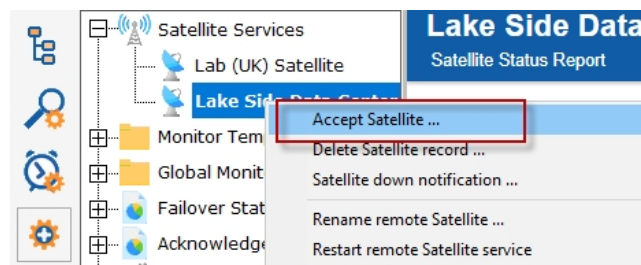 Satellite Services
Lab (UK) Satellite
Lake Side Data Center
Monitor Tem
Global Monit
Failover Stat
Acknowledge
Lake Side Data
Satellite Status Report
Accept Satellite ...
Delete Satellite record ...
Satellite down notification ...
Rename remote Satellite ...
Restart remote Satellite service